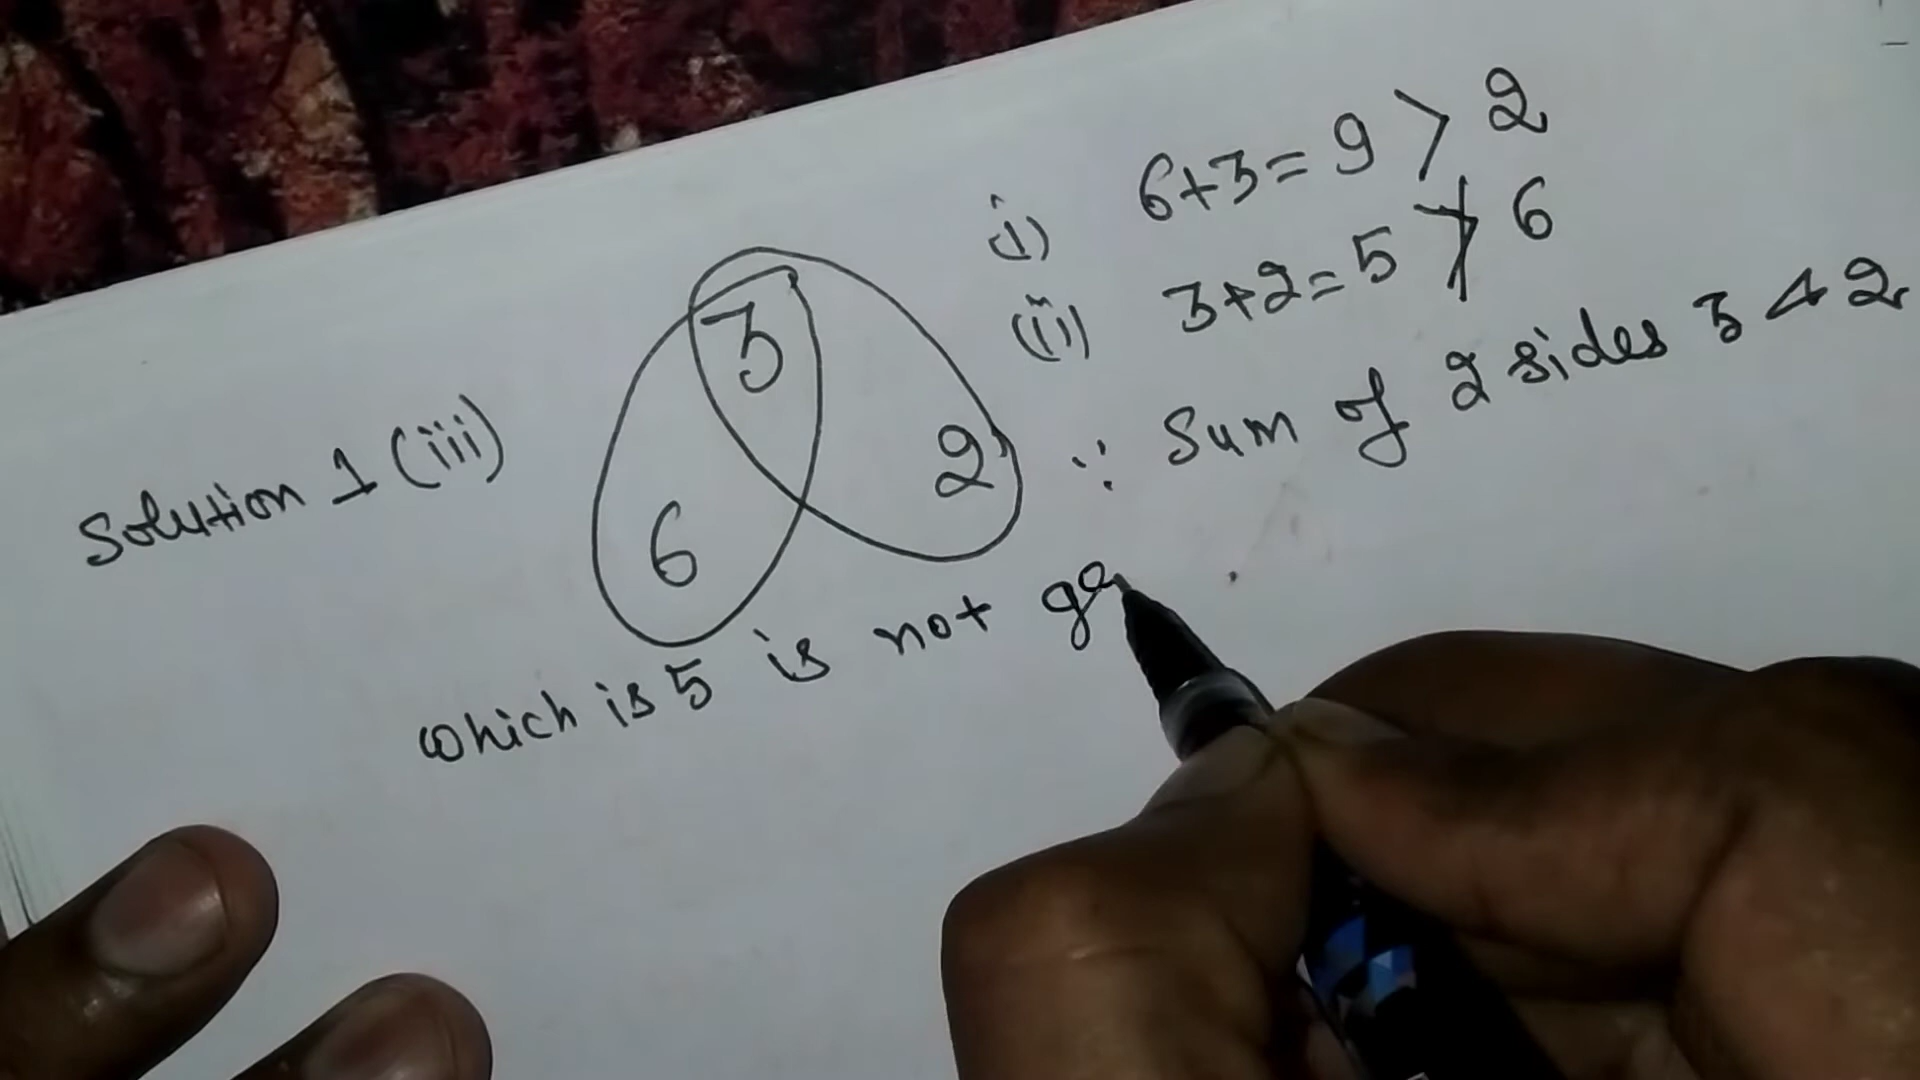 Solution 1 (iii)
3
6
2
i) 6+3=9 > 2
(ii) 3+2=5 ≯ 6
∵ Sum of 2 sides 3 & 2
which is 5 is not